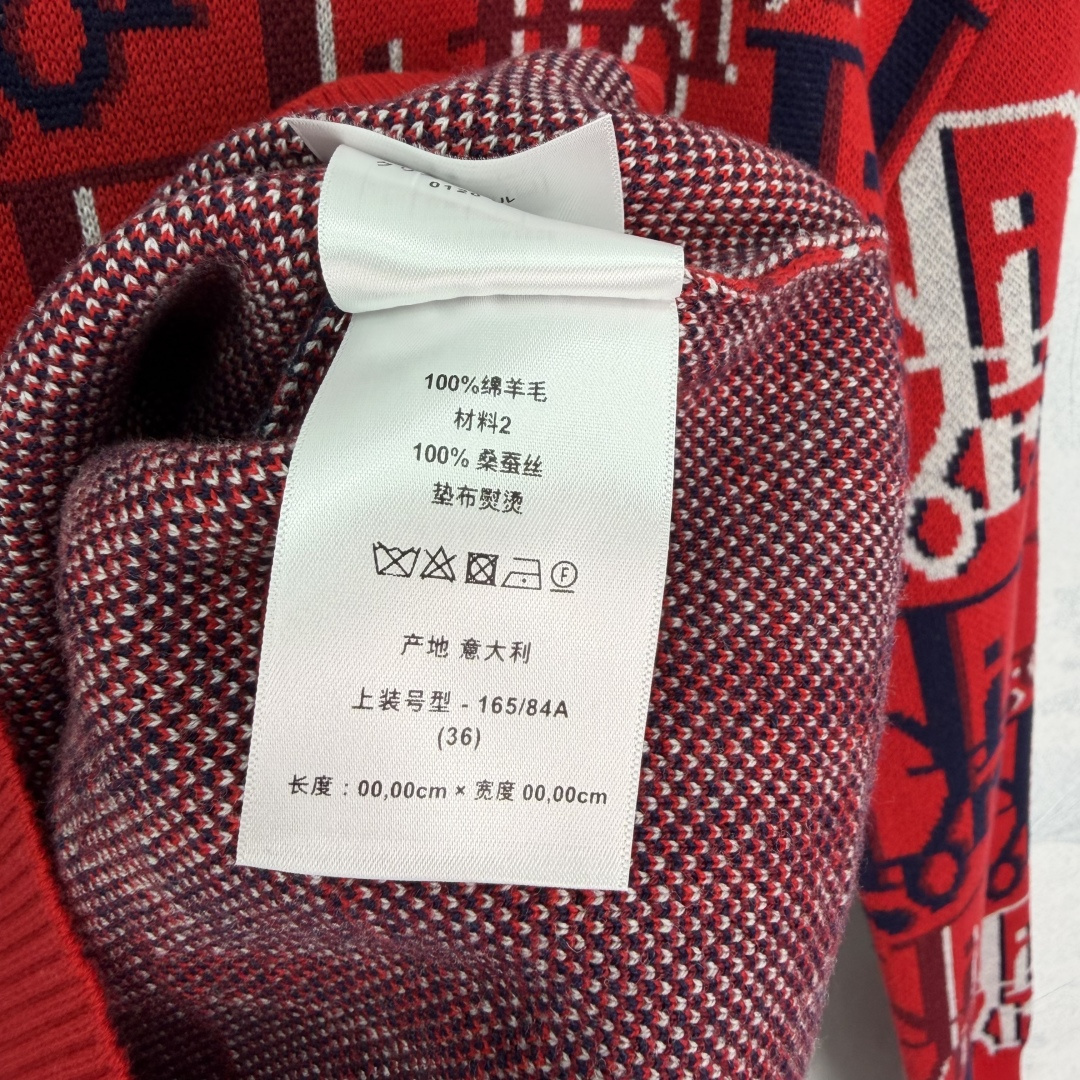 100%绵羊毛
材料2
100% 桑蚕丝
垫布熨烫
F
产地 意大利
上装号型 - 165/84A
(36)
长度：00,00cm × 宽度 00,00cm